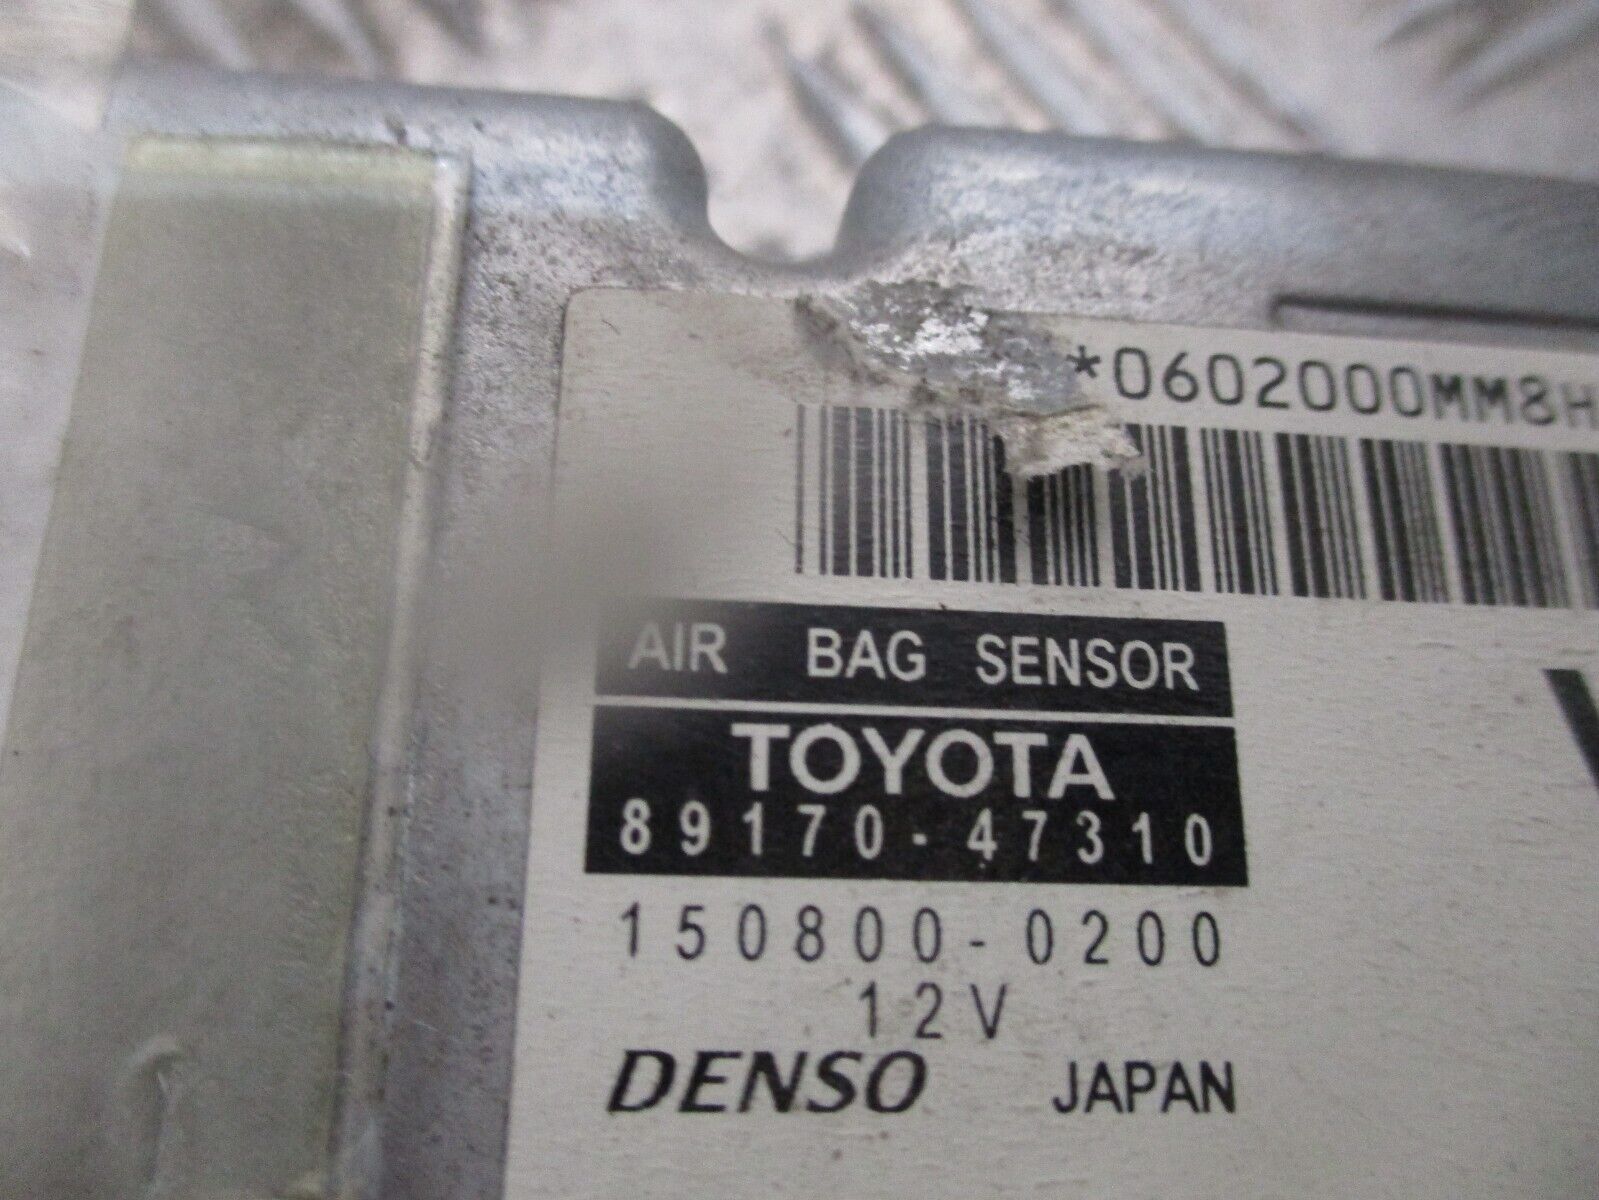 *0602000MM8H
AIR BAG SENSOR
TOYOTA
89170-47310
150800-0200
12V
DENSO JAPAN